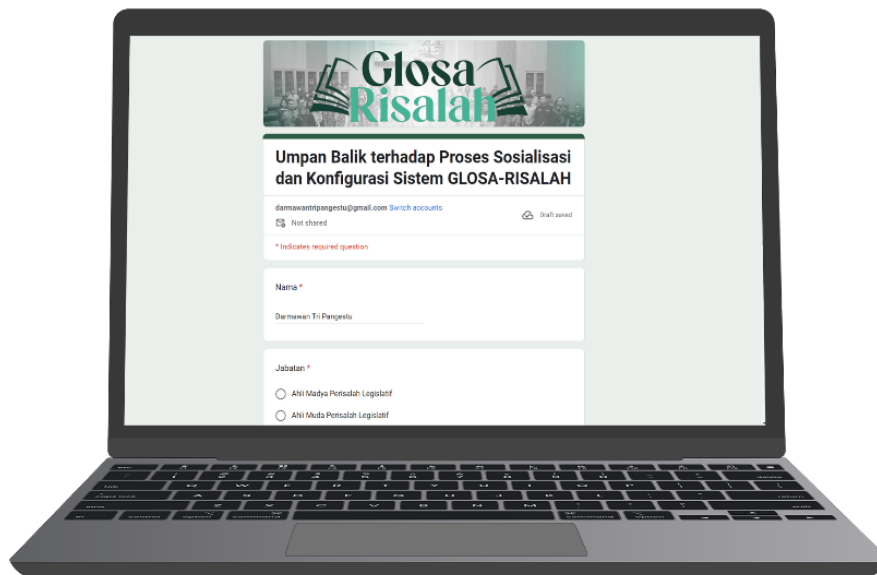 Glosa
Risalah
Umpan Balik terhadap Proses Sosialisasi
dan Konfigurasi Sistem GLOSA-RISALAH
darmawantripangestu@gmail.com Switch accounts
Not shared
Draft saved
* Indicates required question
Nama *
Darmawan Tri Pangestu
Jabatan *
Ahli Madya Perisalah Legislatif
Ahli Muda Perisalah Legislatif